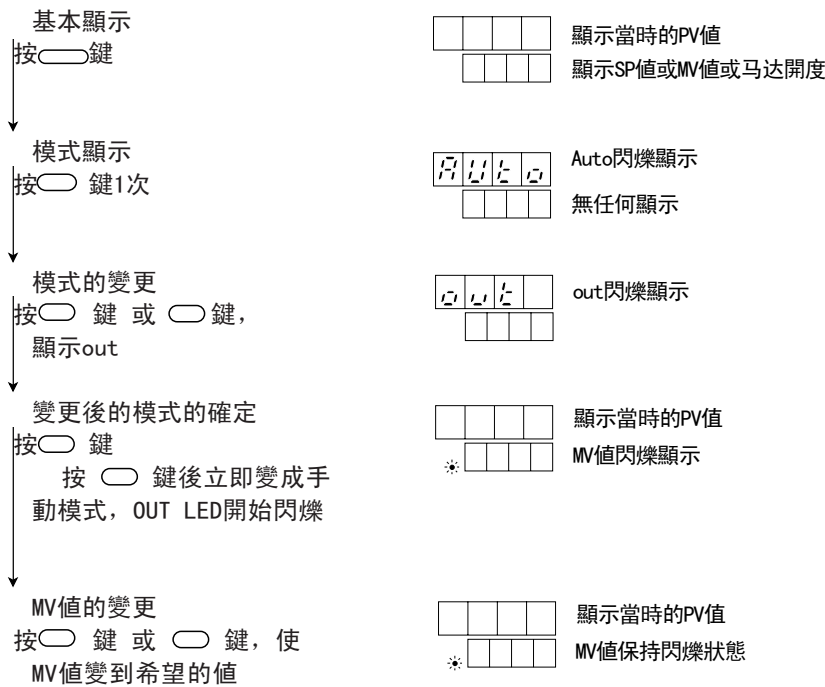 基本顯示
按鍵
顯示當時的PV值
顯示SP值或MV值或马达開度
模式顯示
按 鍵1次
Auto
Auto閃爍顯示
無任何顯示
模式的變更
按 鍵 或 鍵，
顯示out
out
out閃爍顯示
變更後的模式的確定
按 鍵
按 鍵後立即變成手
動模式，OUT LED開始閃爍
顯示當時的PV值
MV值閃爍顯示
MV值的變更
按 鍵 或 鍵，使
MV值變到希望的值
顯示當時的PV值
MV值保持閃爍狀態